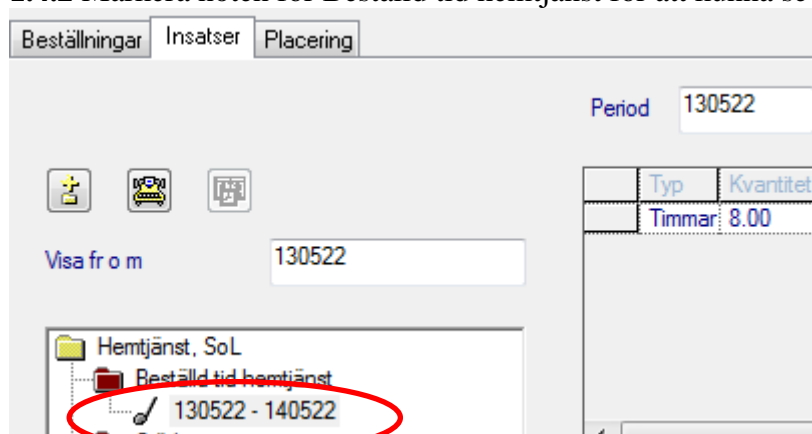 Beställningar Insatser Placering
Period 130522
Typ Kvantitet
Timmar 8.00
Visa fr o m 130522
Hemtjänst, SoL
Beställd tid hemtjänst
130522 - 140522